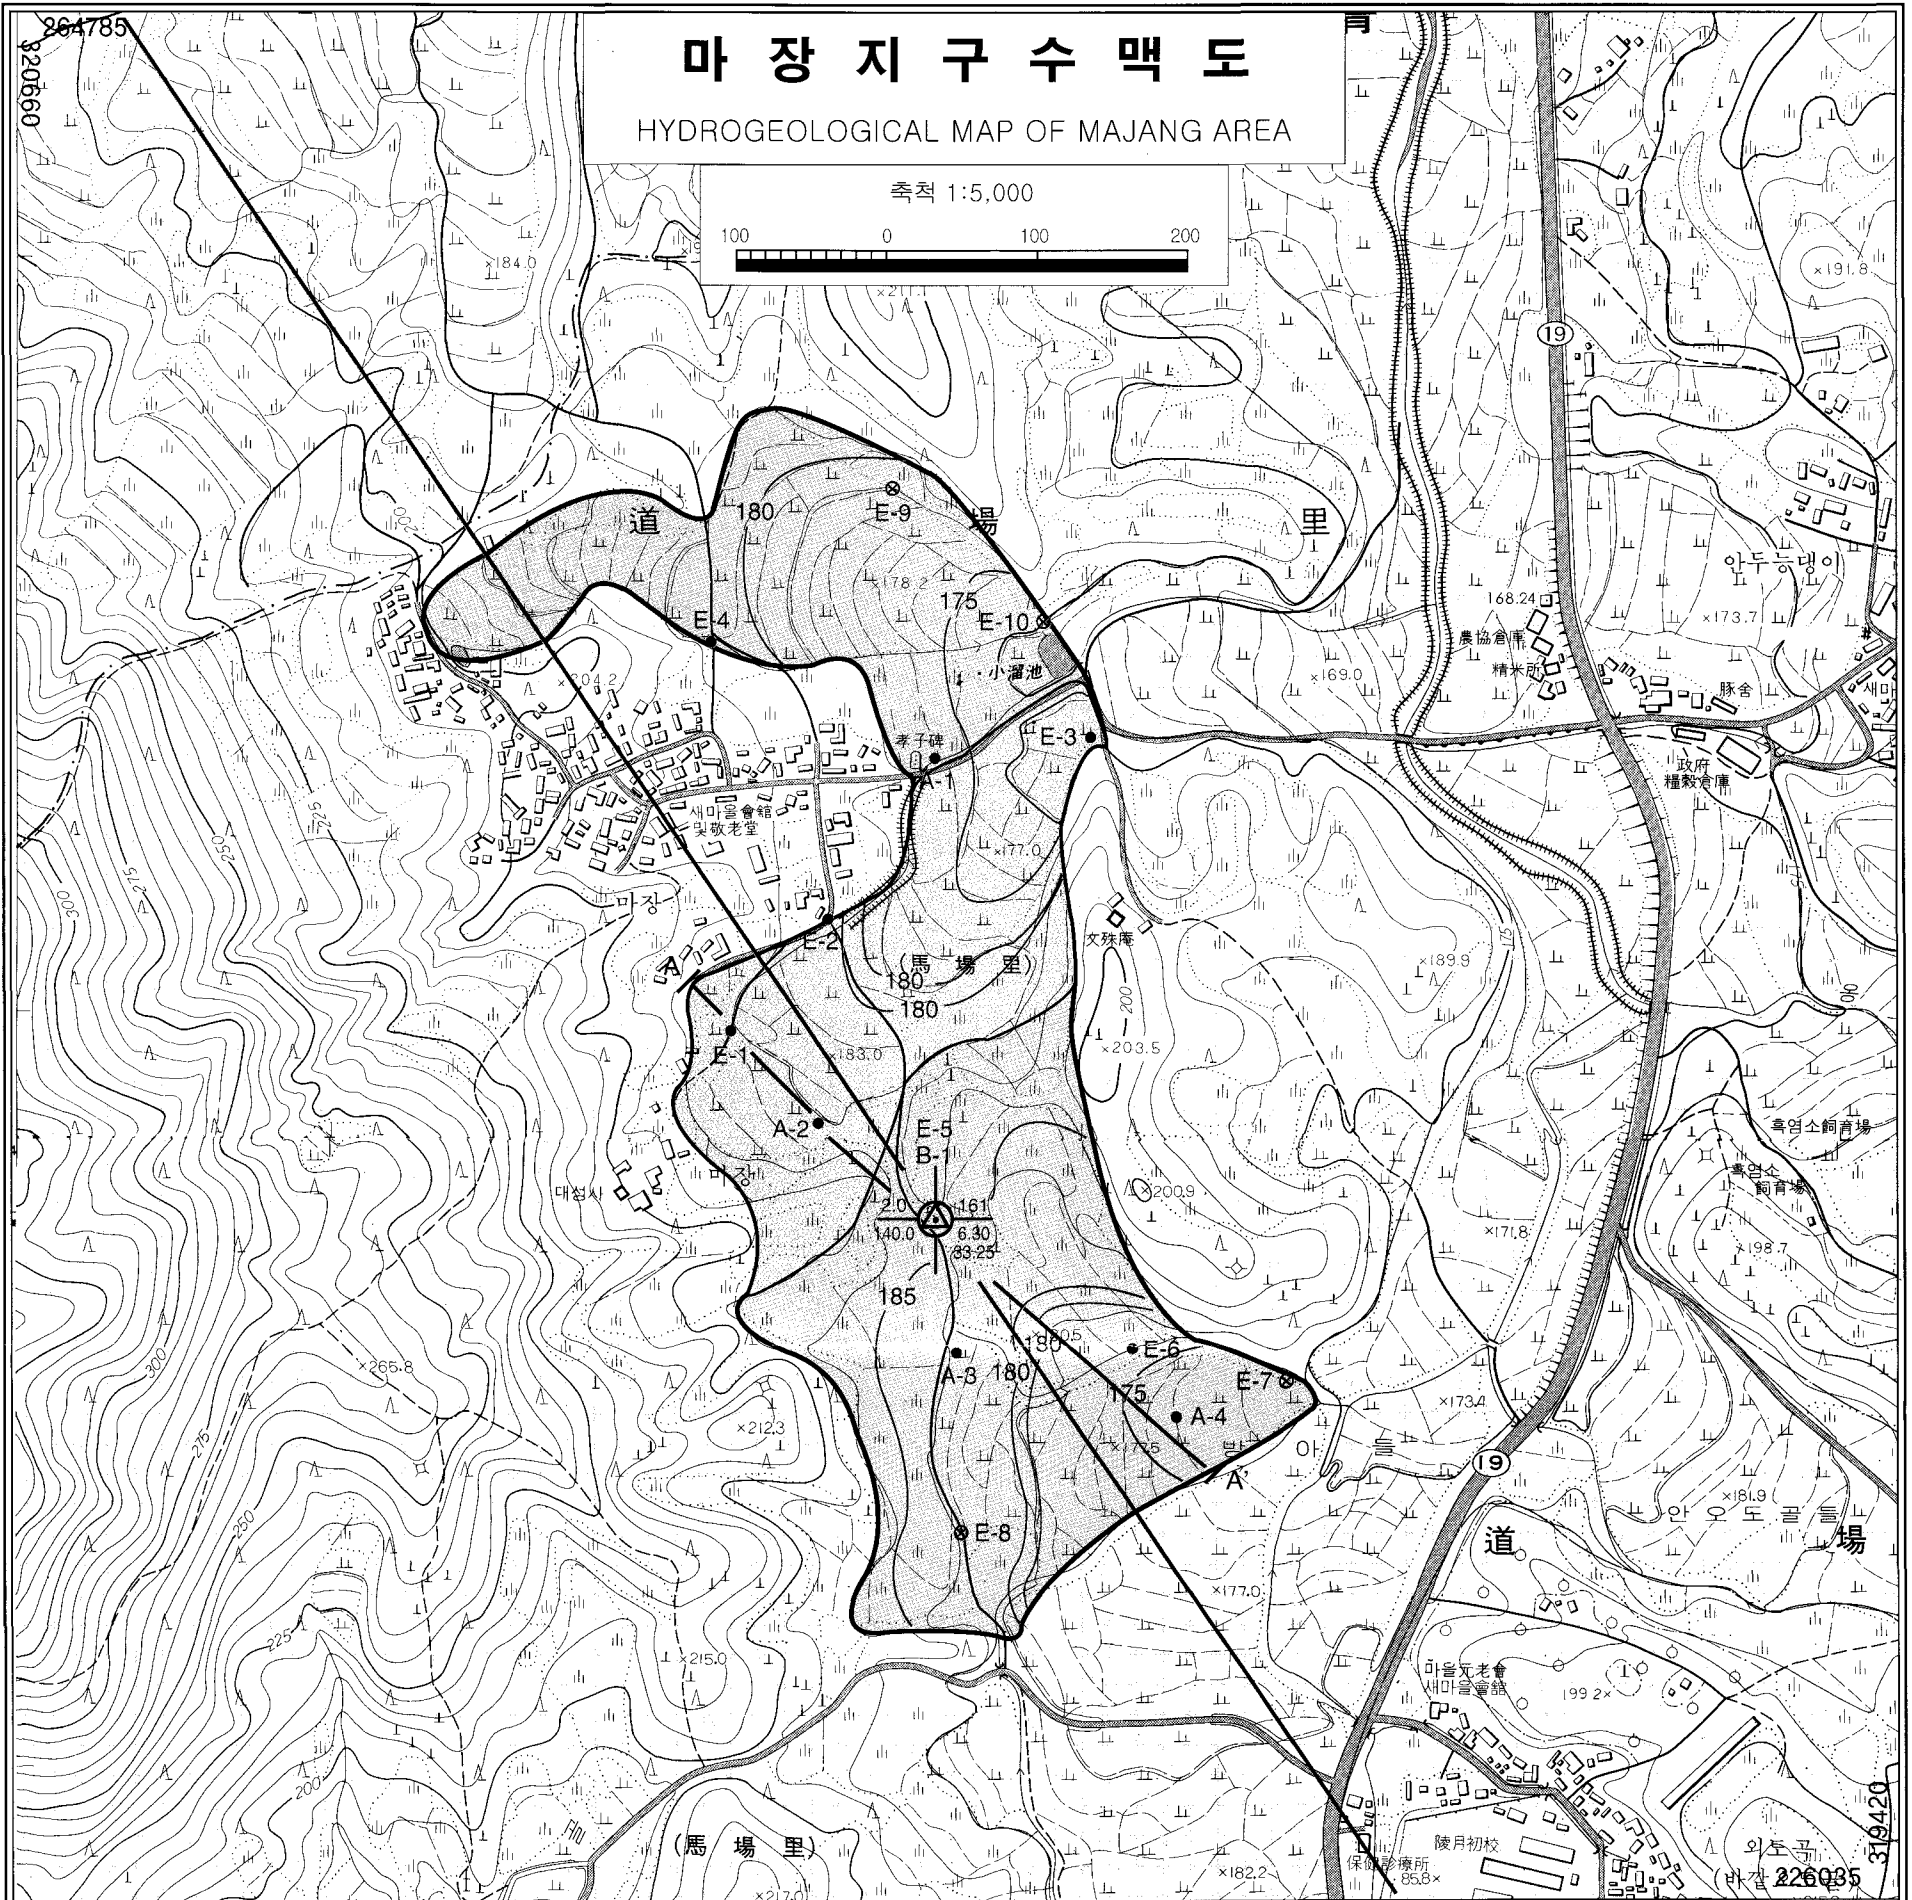 264785
320660
마 장 지 구 수 맥 도
HYDROGEOLOGICAL MAP OF MAJANG AREA
축척 1:5,000
100 0 100 200
×184.0
×211.1
×191.8
19
200
道 場 里
180
E-9
×178.2
175
E-10
E-4
小溜池
×204.2
168.24
農協倉庫
精米所
안두능댕이
×173.7
×169.0
豚舍
새마
E-3
孝子碑
A-1
政府
糧穀倉庫
새마을會館
및敬老堂
225
250
275
300
×177.0
마장
E-2
文殊庵
(馬 場 里)
180
180
A
E-1
×183.0
200
×203.5
×189.9
175
A-2
E-5
B-1
마장
대성사
2.0 161
140.0 6.30
33.25
×200.9
흑염소飼育場
흑염소
飼育場
×171.8
×198.7
185
180
180
E-6
A-3
175
E-7
A-4
×177.5
방 아 들
A'
×265.8
300
275
×212.3
×173.4
19
×181.9
안 오 도 골 들
道 場
E-8
250
225
×177.0
×215.0
마을元老會
새마을會館
199.2×
200
(馬 場 里)
×217.0
×182.2
陵月初校
保健診療所
85.8×
외도곡
319420
226035